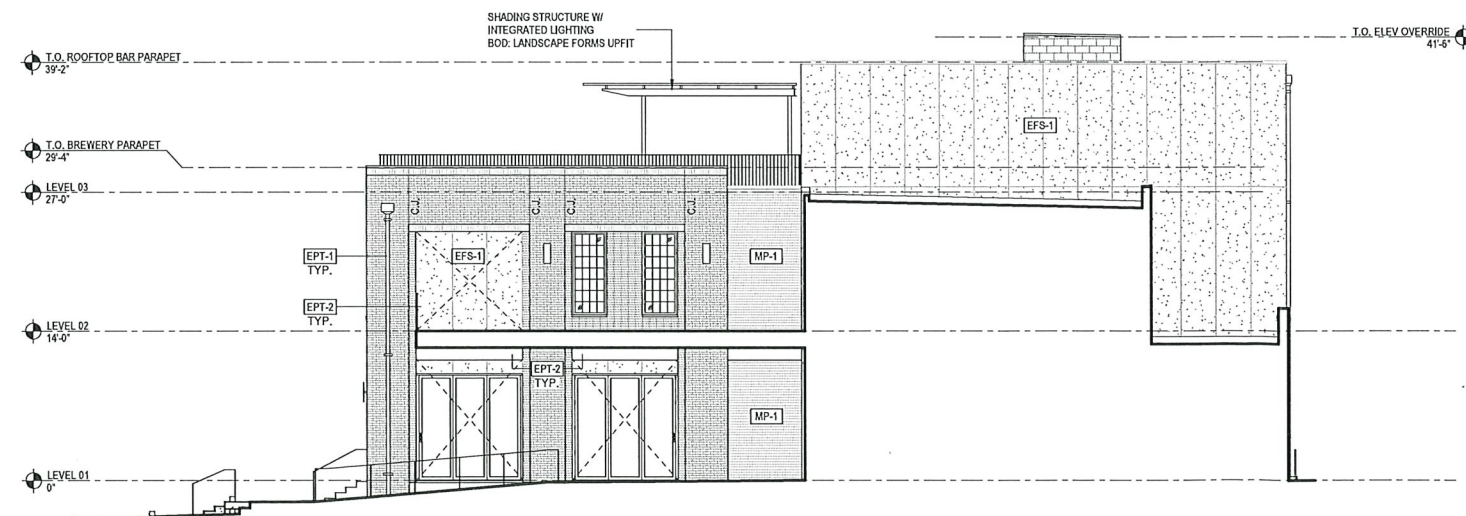 SHADING STRUCTURE W/
INTEGRATED LIGHTING
BOD: LANDSCAPE FORMS UPFIT
T.O. ELEV OVERRIDE
41'-6"
T.O. ROOFTOP BAR PARAPET
39'-2"
EFS-1
T.O. BREWERY PARAPET
29'-4"
LEVEL 03
27'-0"
C.J.
C.J.
C.J.
C.J.
EPT-1
TYP.
EFS-1
MP-1
EPT-2
TYP.
LEVEL 02
14'-0"
EPT-2
TYP.
MP-1
LEVEL 01
0"